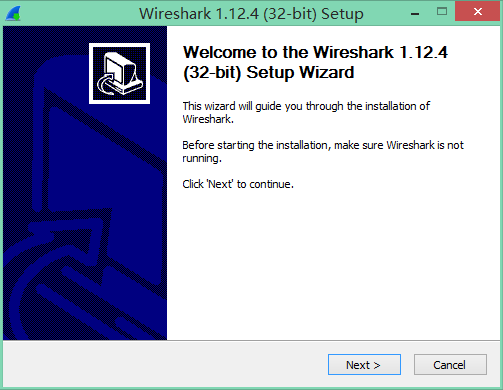 Wireshark 1.12.4 (32-bit) Setup
Welcome to the Wireshark 1.12.4
(32-bit) Setup Wizard
This wizard will guide you through the installation of
Wireshark.
Before starting the installation, make sure Wireshark is not
running.
Click 'Next' to continue.
Next >
Cancel